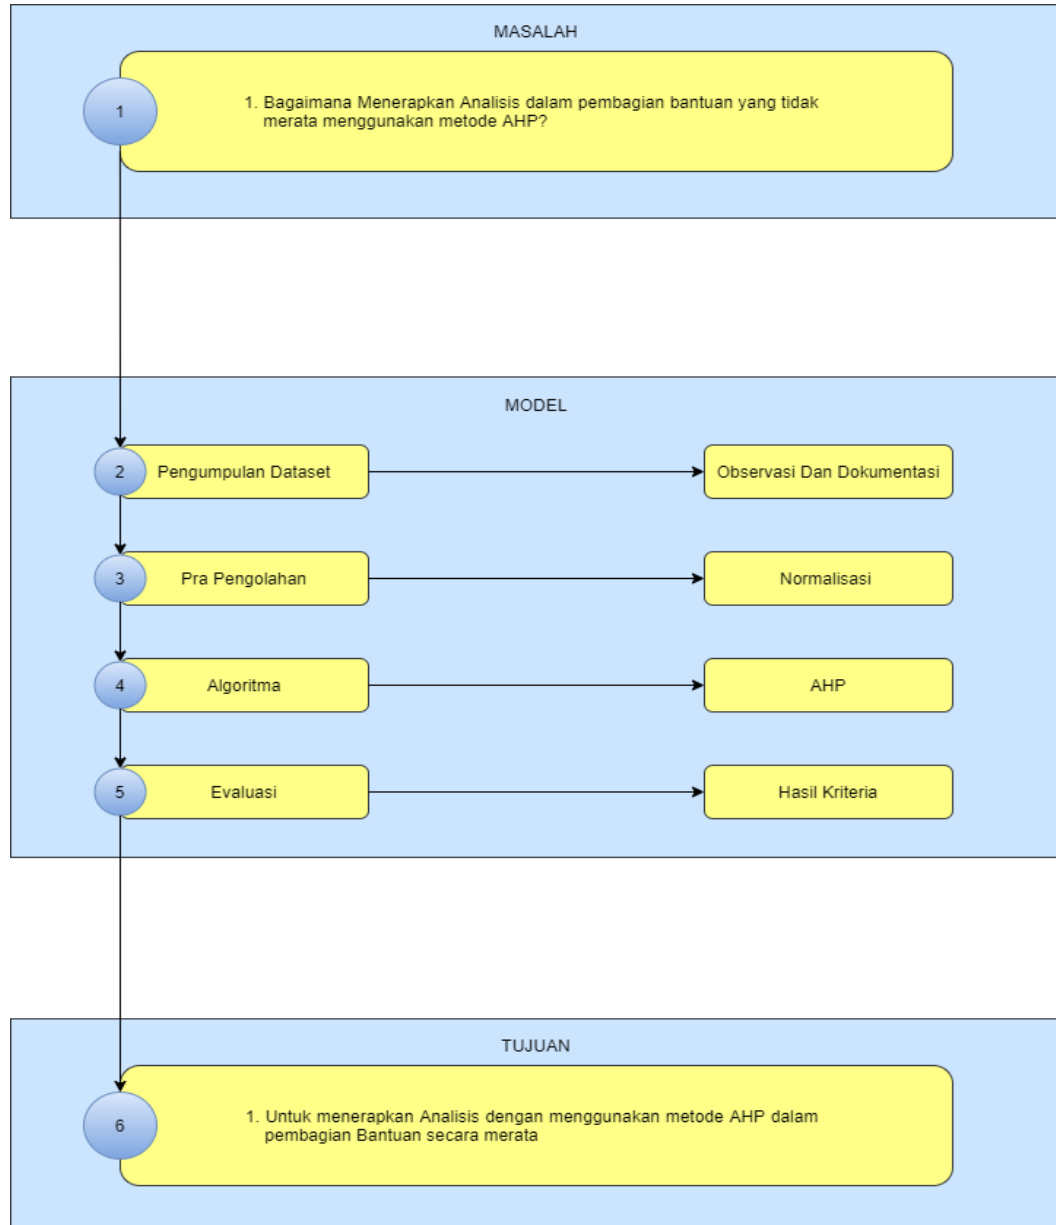 MASALAH
1
1. Bagaimana Menerapkan Analisis dalam pembagian bantuan yang tidak
merata menggunakan metode AHP?
MODEL
2
Pengumpulan Dataset
Observasi Dan Dokumentasi
3
Pra Pengolahan
Normalisasi
4
Algoritma
AHP
5
Evaluasi
Hasil Kriteria
TUJUAN
6
1. Untuk menerapkan Analisis dengan menggunakan metode AHP dalam
pembagian Bantuan secara merata